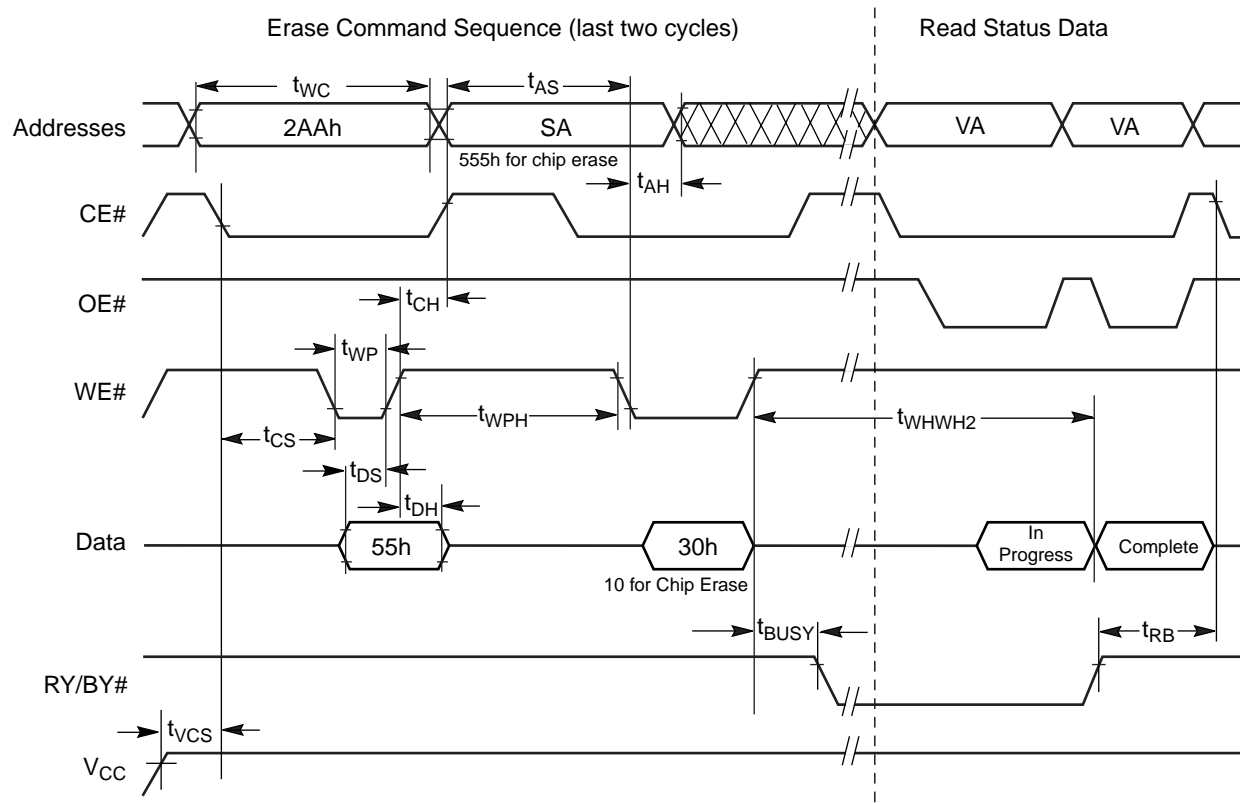 Erase Command Sequence (last two cycles)
Read Status Data
tWC
tAS
Addresses
2AAh
SA
VA
VA
555h for chip erase
tAH
CE#
OE#
tCH
tWP
WE#
tWPH
tWHWH2
tCS
tDS
tDH
Data
55h
30h
In
Progress
Complete
10 for Chip Erase
tBUSY
tRB
RY/BY#
tVCS
VCC